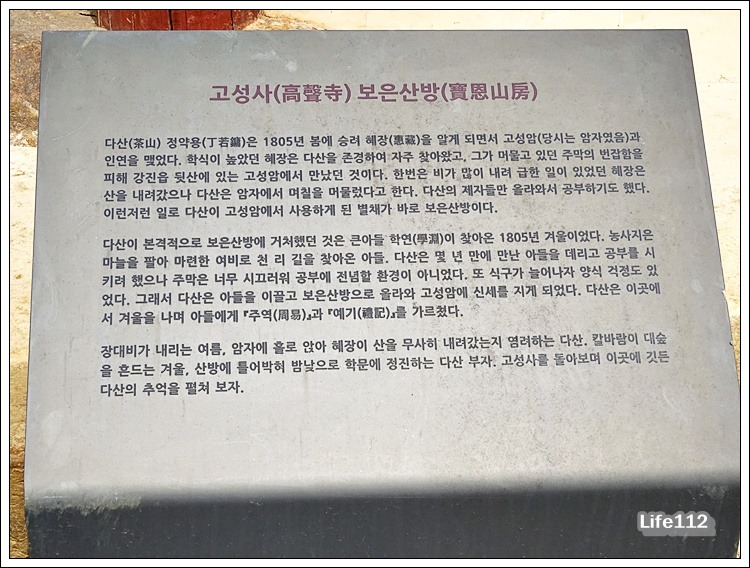 고성사(高聲寺) 보은산방(寶恩山房)
다산(茶山) 정약용(丁若鏞)은 1805년 봄에 승려 혜장(惠藏)을 알게 되면서 고성암(당시는 암자였음)과
인연을 맺었다. 학식이 높았던 혜장은 다산을 존경하여 자주 찾아왔고, 그가 머물고 있던 주막의 번잡함을
피해 강진읍 뒷산에 있는 고성암에서 만났던 것이다. 한번은 비가 많이 내려 급한 일이 있었던 혜장은
산을 내려갔으나 다산은 암자에서 며칠을 머물렀다고 한다. 다산의 제자들만 올라와서 공부하기도 했다.
이런저런 일로 다산이 고성암에서 사용하게 된 별체가 바로 보은산방이다.
다산이 본격적으로 보은산방에 거처했던 것은 큰아들 학연(學淵)이 찾아온 1805년 겨울이었다. 농사지은
마늘을 팔아 마련한 여비로 천 리 길을 찾아온 아들. 다산은 몇 년 만에 만난 아들을 데리고 공부를 시
키려 했으나 주막은 너무 시끄러워 공부에 전념할 환경이 아니었다. 또 식구가 늘어나자 양식 걱정도 있
었다. 그래서 다산은 아들을 이끌고 보은산방으로 올라와 고성암에 신세를 지게 되었다. 다산은 이곳에
서 겨울을 나며 아들에게 『주역(周易)』과 『예기(禮記)』를 가르쳤다.
장대비가 내리는 여름, 암자에 홀로 앉아 혜장이 산을 무사히 내려갔는지 염려하는 다산. 칼바람이 대숲
을 흔드는 겨울, 산방에 틀어박혀 밤낮으로 학문에 정진하는 다산 부자. 고성사를 돌아보며 이곳에 깃든
다산의 추억을 펼쳐 보자.
Life112